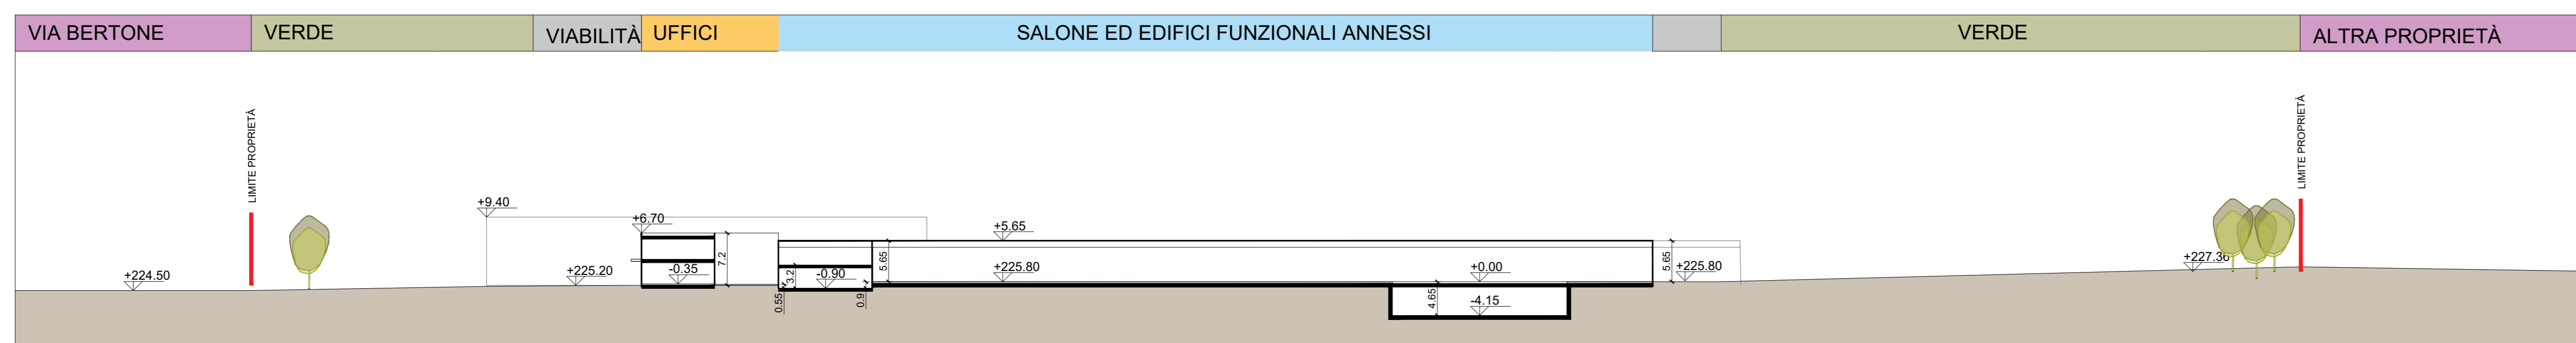 VIA BERTONE
VERDE
VIABILITÀ
UFFICI
SALONE ED EDIFICI FUNZIONALI ANNESSI
VERDE
ALTRA PROPRIETÀ
LIMITE PROPRIETÀ
LIMITE PROPRIETÀ
+9.40
+6.70
+5.65
+224.50
+225.20
-0.35
7.2
3.2
-0.90
5.65
+225.80
+0.00
5.65
+225.80
+227.36
0.55
0.9
4.65
-4.15